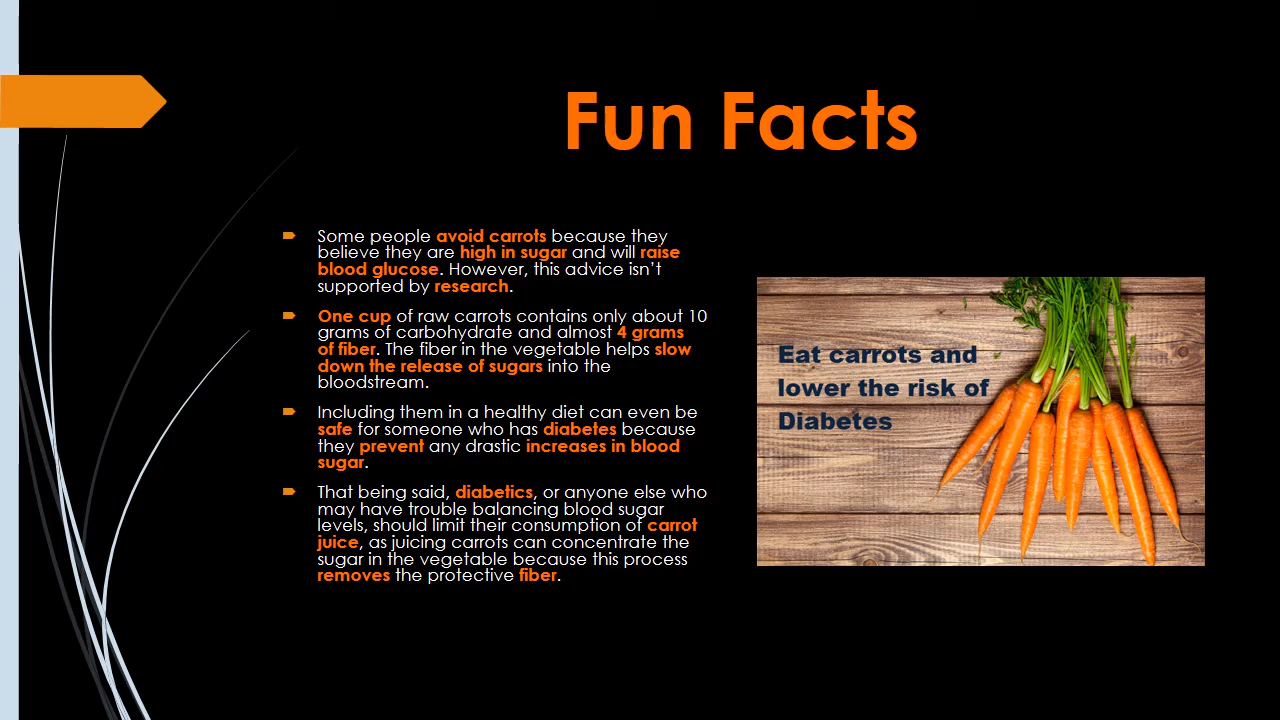 Fun Facts
Some people avoid carrots because they
believe they are high in sugar and will raise
blood glucose. However, this advice isn’t
supported by research.
One cup of raw carrots contains only about 10
grams of carbohydrate and almost 4 grams
of fiber. The fiber in the vegetable helps slow
down the release of sugars into the
bloodstream.
Including them in a healthy diet can even be
safe for someone who has diabetes because
they prevent any drastic increases in blood
sugar.
That being said, diabetics, or anyone else who
may have trouble balancing blood sugar
levels, should limit their consumption of carrot
juice, as juicing carrots can concentrate the
sugar in the vegetable because this process
removes the protective fiber.
Eat carrots and
lower the risk of
Diabetes